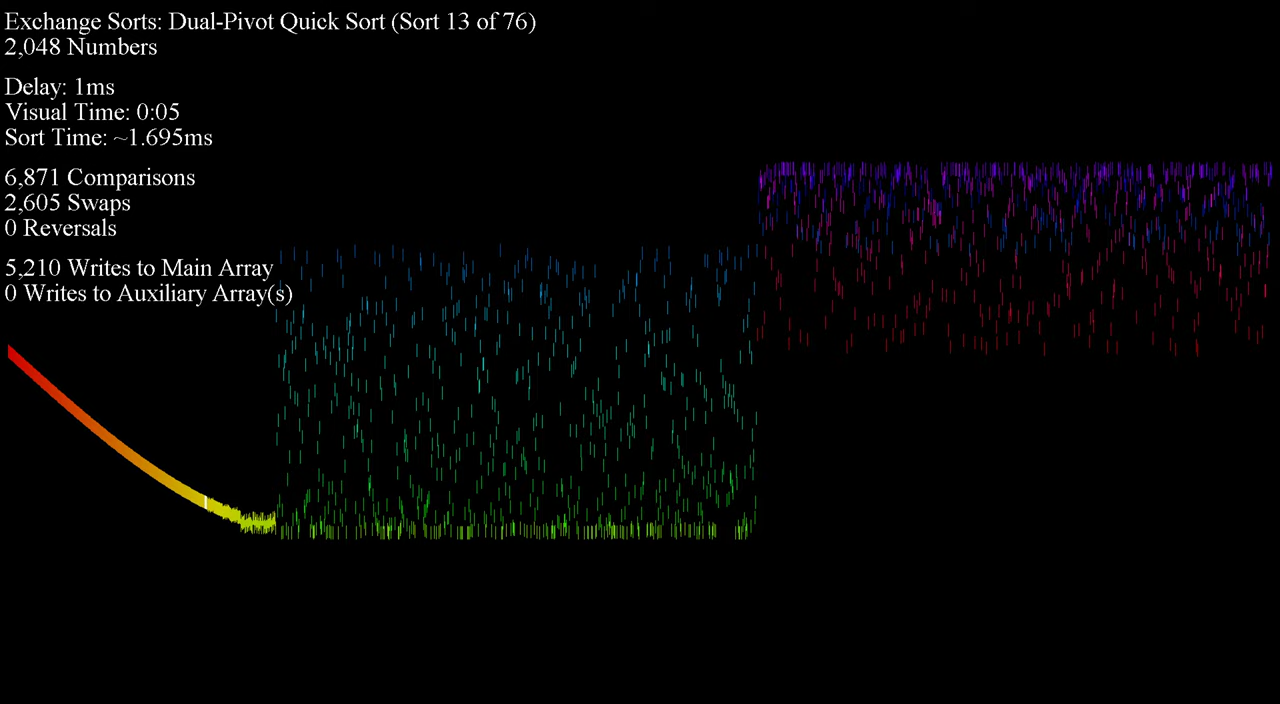 Exchange Sorts: Dual-Pivot Quick Sort (Sort 13 of 76)
2,048 Numbers
Delay: 1ms
Visual Time: 0:05
Sort Time: ~1.695ms
6,871 Comparisons
2,605 Swaps
0 Reversals
5,210 Writes to Main Array
0 Writes to Auxiliary Array(s)